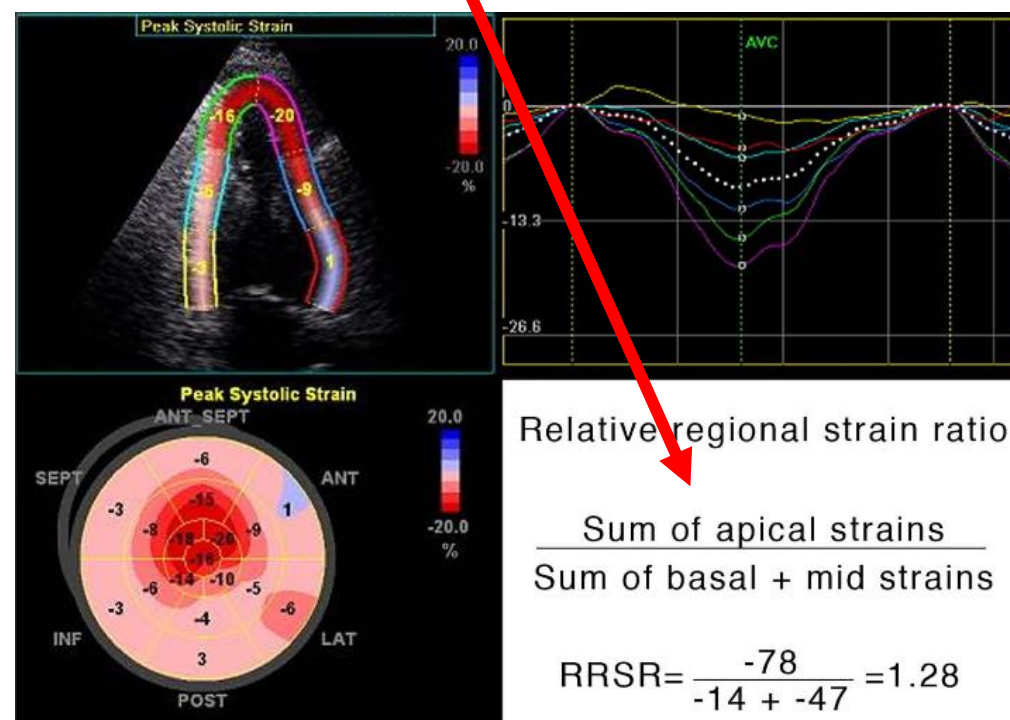 Peak Systolic Strain
20.0
-16
-20
-20.0
%
-6
-9
-3
1
AVC
0
-13.3
-26.6
Peak Systolic Strain
ANT_SEPT
20.0
SEPT
ANT
-6
-15
1
-3
-8
-9
-18
-20
-20.0
%
-16
-14
-10
-6
-5
-3
-4
-6
INF
LAT
3
POST
Relative regional strain ratio
Sum of apical strains
Sum of basal + mid strains
RRSR= -78 =1.28
-14 + -47